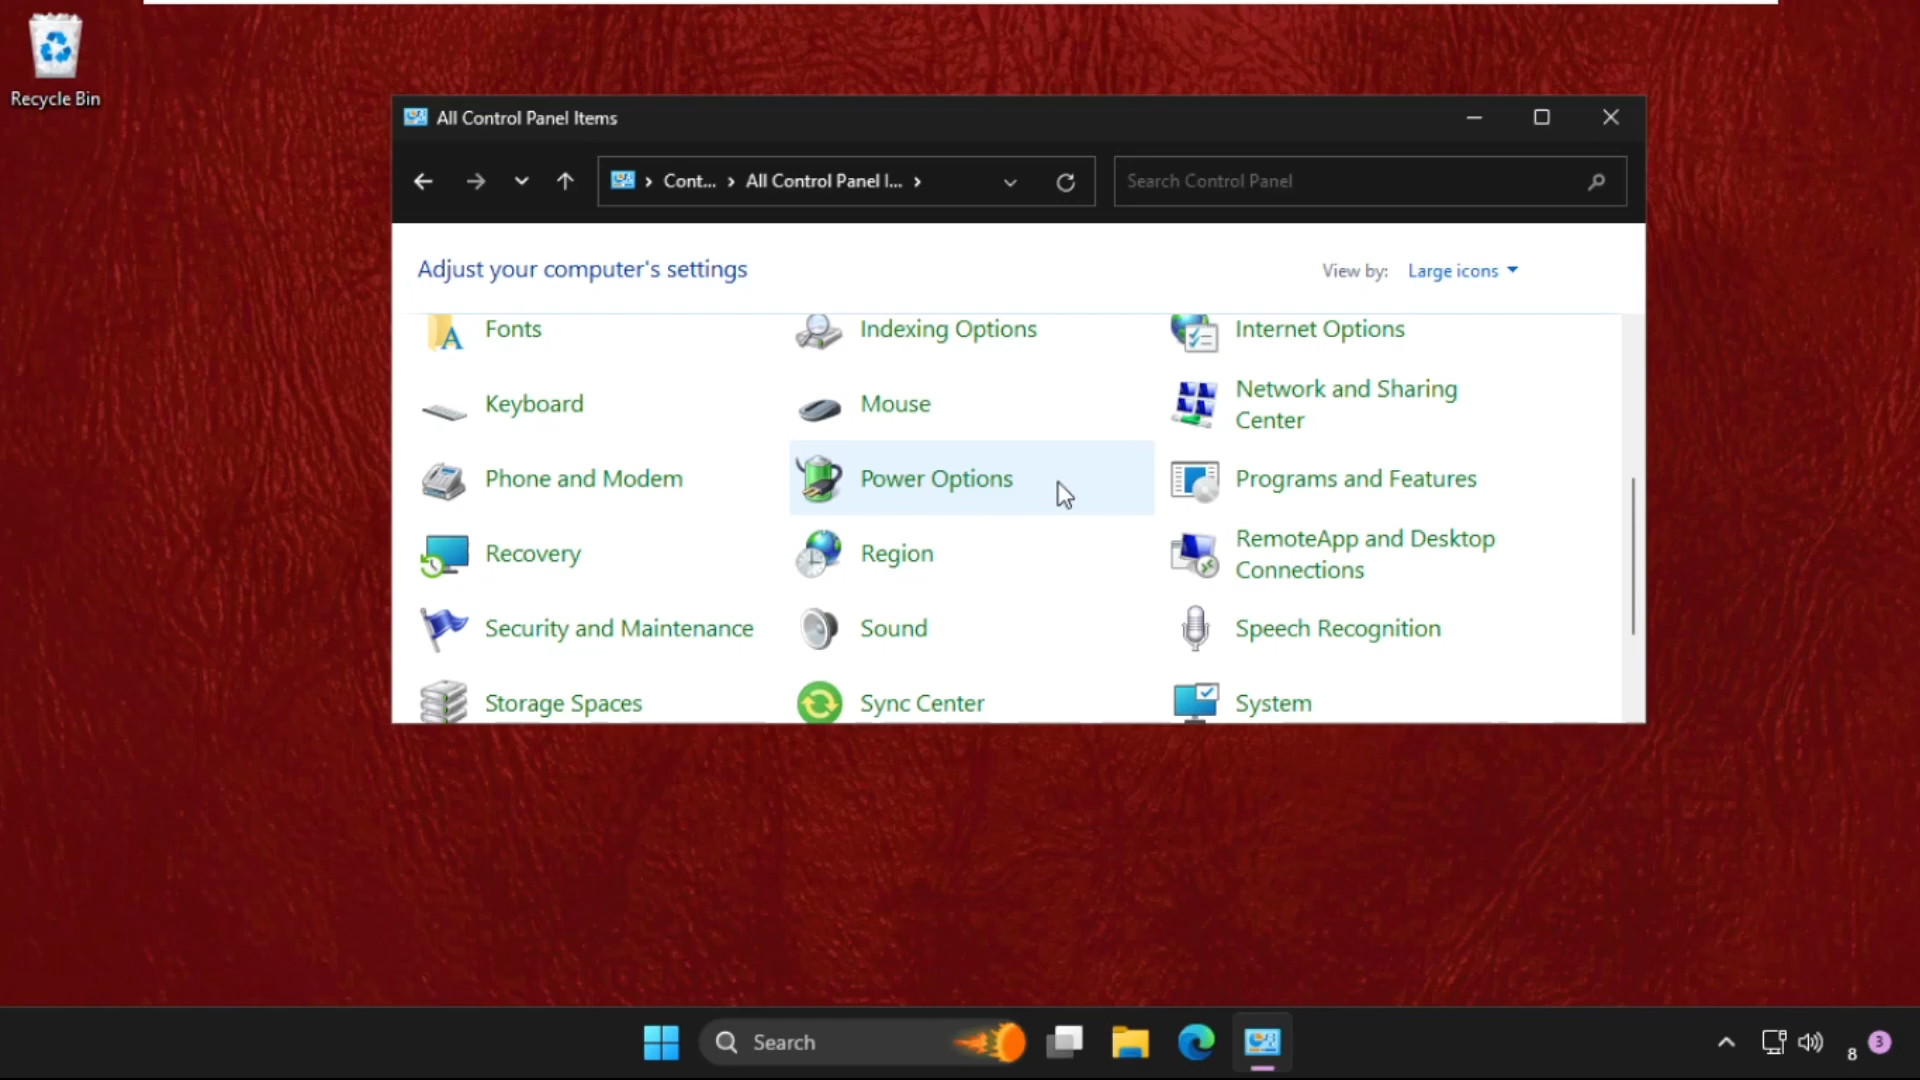 Recycle Bin
All Control Panel Items
Cont... All Control Panel I...
Search Control Panel
Adjust your computer's settings
View by: Large icons
Fonts
Indexing Options
Internet Options
Keyboard
Mouse
Network and Sharing
Center
Phone and Modem
Power Options
Programs and Features
Recovery
Region
RemoteApp and Desktop
Connections
Security and Maintenance
Sound
Speech Recognition
Storage Spaces
Sync Center
System
Search
8
3